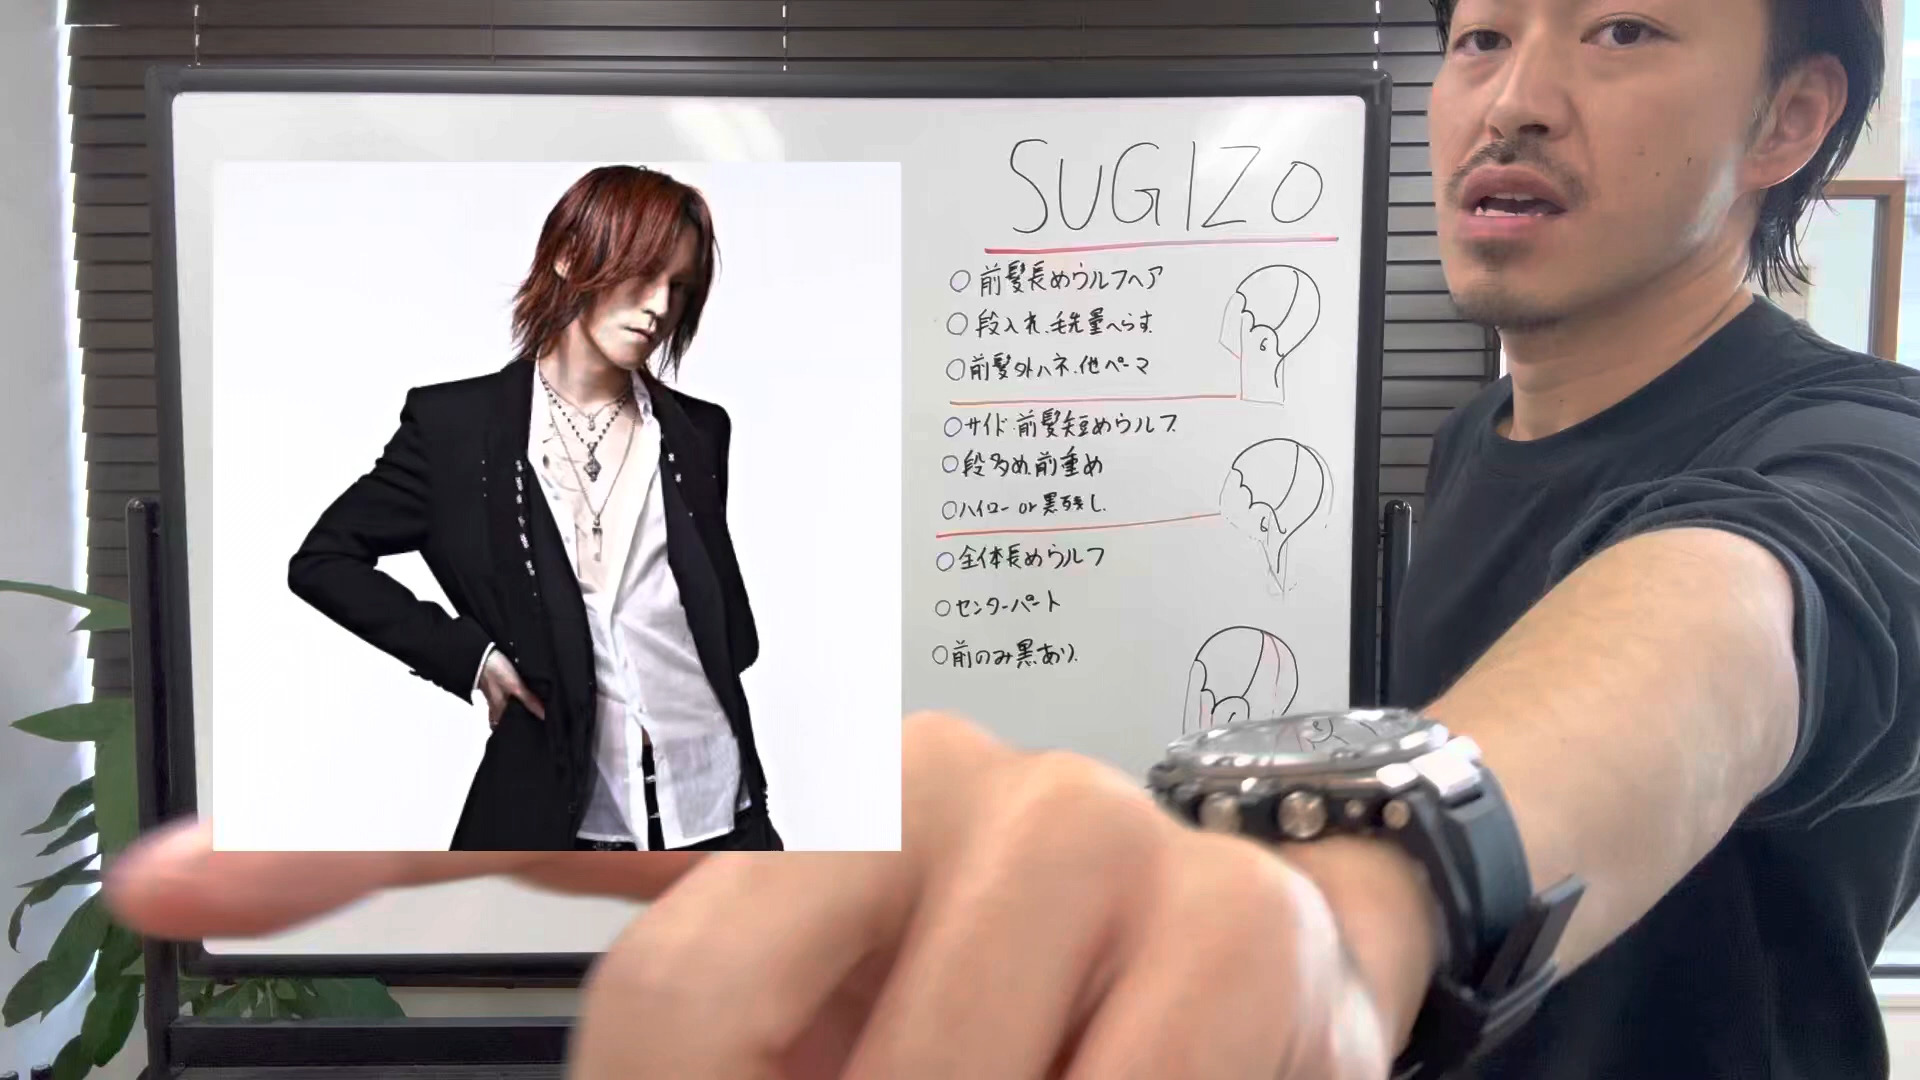 SUGIZO
○ 前髪長めウルフヘア
○ 段入れ.毛先量へらす.
○前髪外ハネ.他パーマ
○サイド前髪短めウルフ
○段多め.前重め
○ハイロー or 黒残し.
○全体長めウルフ
○センターパート
○前のみ黒あり.